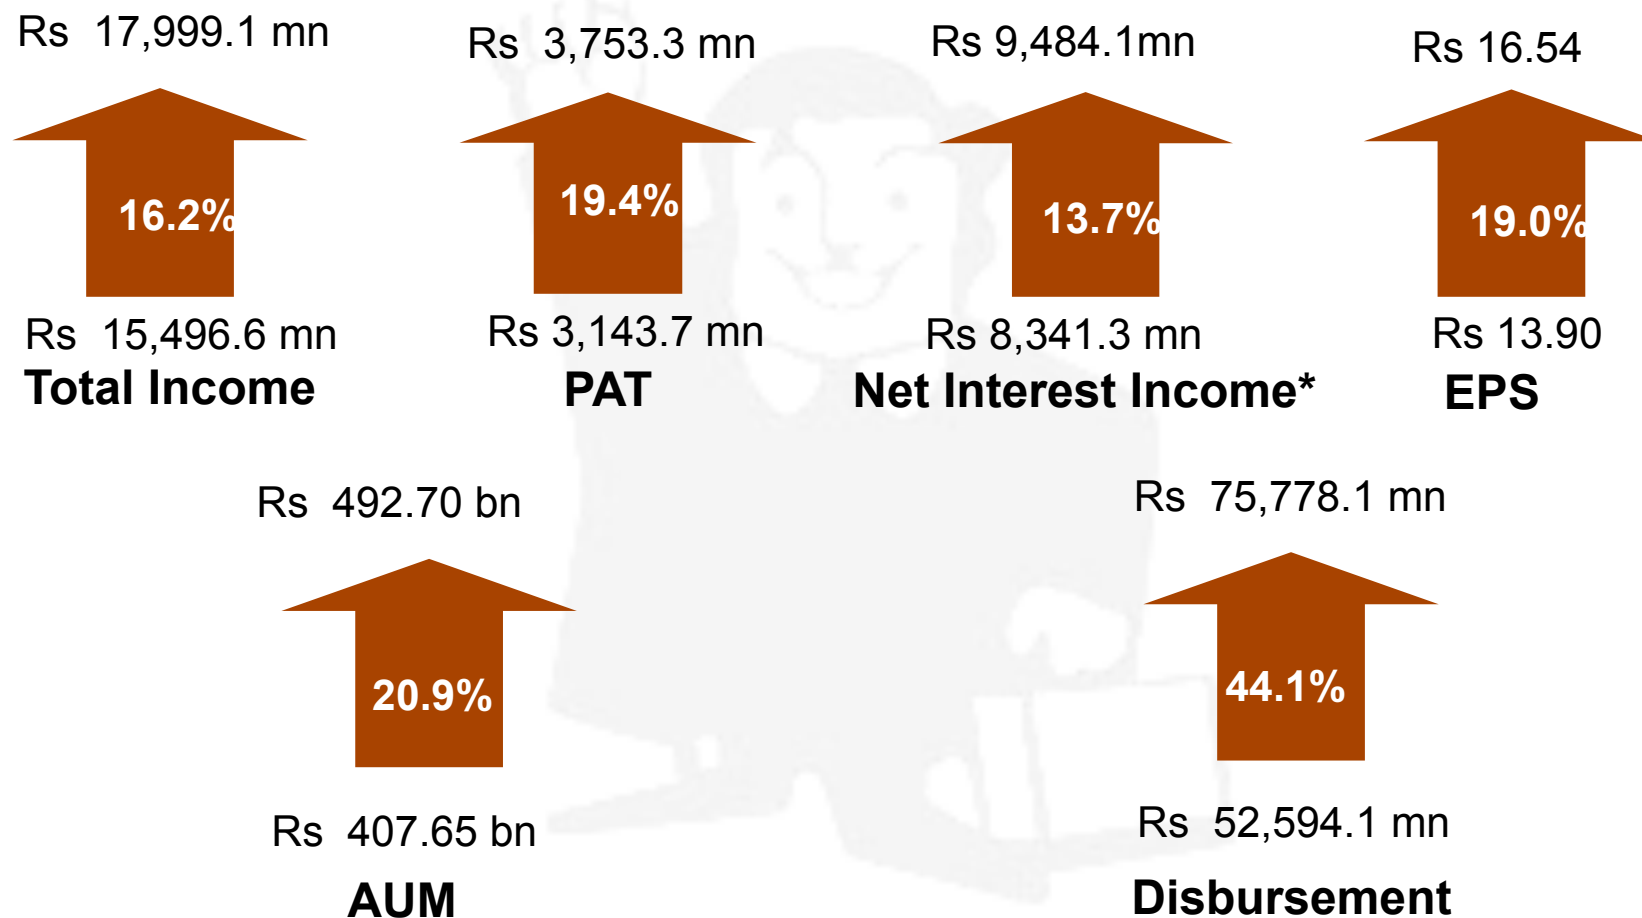 Rs 17,999.1 mn
Rs 3,753.3 mn
Rs 9,484.1mn
Rs 16.54
16.2%
19.4%
13.7%
19.0%
Rs 15,496.6 mn
Rs 3,143.7 mn
Rs 8,341.3 mn
Rs 13.90
Total Income
PAT
Net Interest Income*
EPS
Rs 492.70 bn
Rs 75,778.1 mn
20.9%
44.1%
Rs 407.65 bn
Rs 52,594.1 mn
AUM
Disbursement